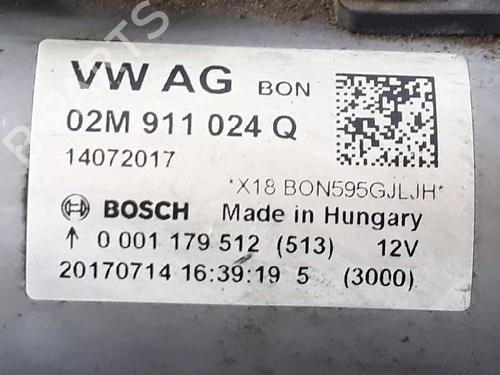 VW AG BON
02M 911 024 Q
14072017
*X18 BON595GJLJH*
BOSCH Made in Hungary
↑ 0 001 179 512 (513) 12V
20170714 16:39:19 5 (3000)